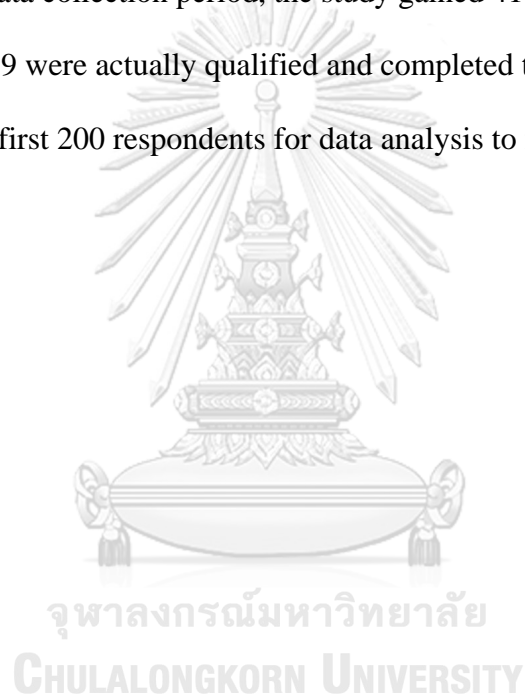 data collection period, the study gained 41
9 were actually qualified and completed t
first 200 respondents for data analysis to
จุฬาลงกรณ์มหาวิทยาลัย
CHULALONGKORN UNIVERSITY